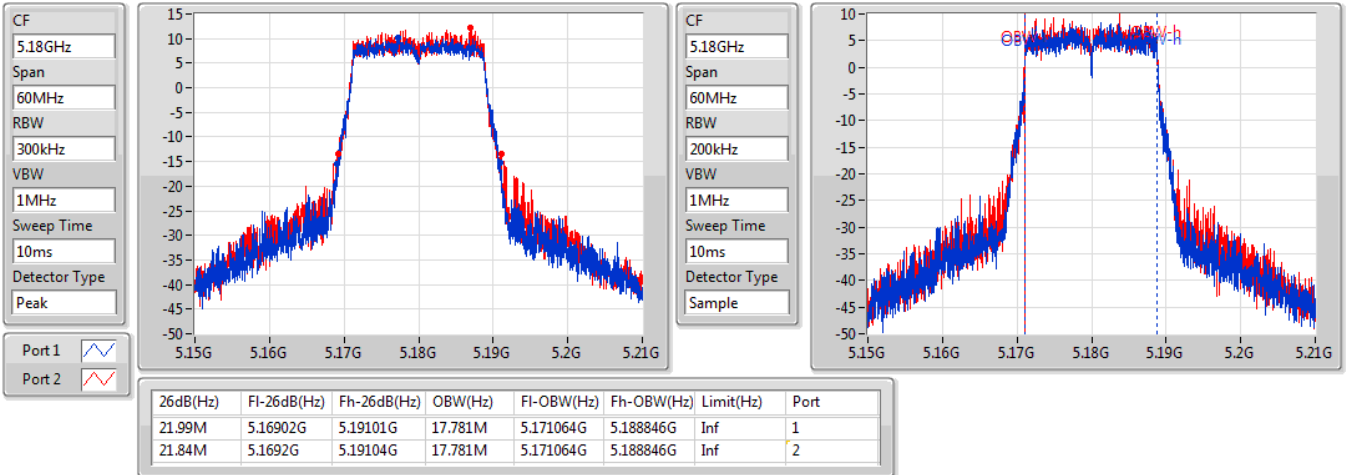 CF
5.18GHz
Span
60MHz
RBW
300kHz
VBW
1MHz
Sweep Time
10ms
Detector Type
Peak
15
10
5
0
-5
-10
-15
-20
-25
-30
-35
-40
-45
-50
5.15G 5.16G 5.17G 5.18G 5.19G 5.2G 5.21G
CF
5.18GHz
Span
60MHz
RBW
200kHz
VBW
1MHz
Sweep Time
10ms
Detector Type
Sample
10
5
0
-5
-10
-15
-20
-25
-30
-35
-40
-45
-50
5.15G 5.16G 5.17G 5.18G 5.19G 5.2G 5.21G
Port 1
Port 2
26dB(Hz) Fl-26dB(Hz) Fh-26dB(Hz) OBW(Hz) Fl-OBW(Hz) Fh-OBW(Hz) Limit(Hz) Port
21.99M 5.16902G 5.19101G 17.781M 5.171064G 5.188846G Inf 1
21.84M 5.1692G 5.19104G 17.781M 5.171064G 5.188846G Inf 2